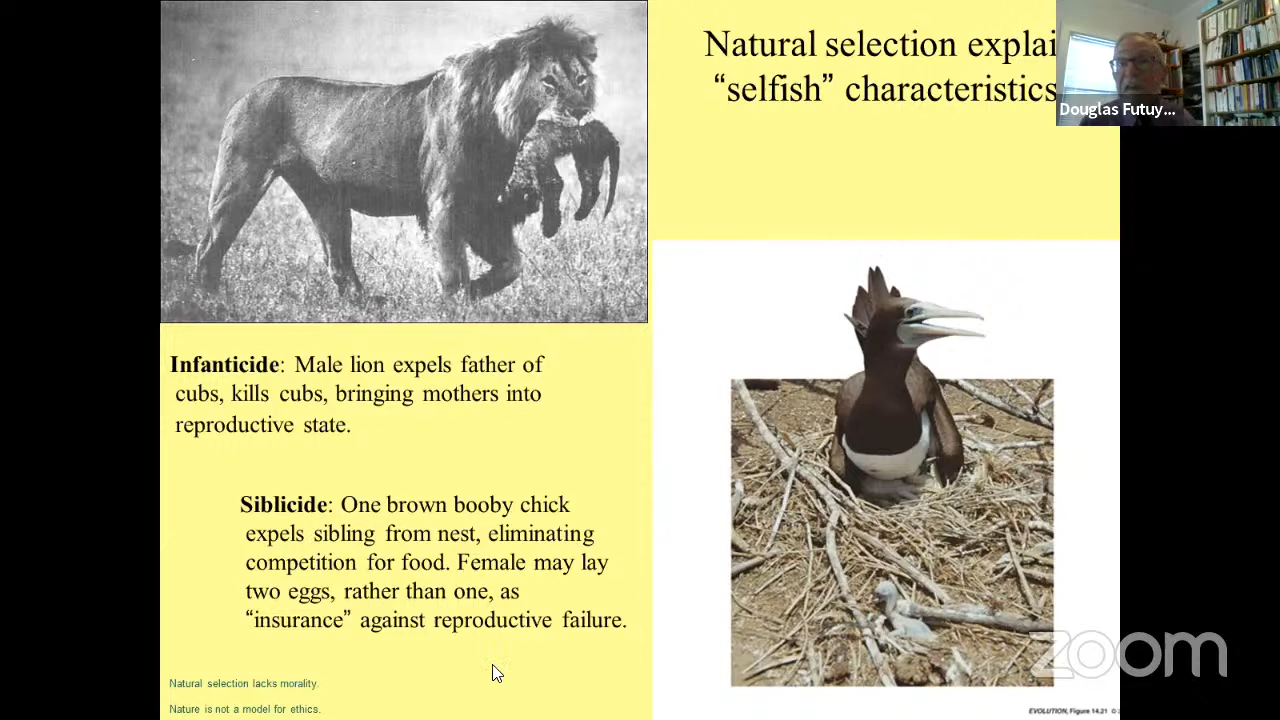 Natural selection explai
“selfish” characteristics
Douglas Futuy...
Infanticide: Male lion expels father of
cubs, kills cubs, bringing mothers into
reproductive state.
Siblicide: One brown booby chick
expels sibling from nest, eliminating
competition for food. Female may lay
two eggs, rather than one, as
“insurance” against reproductive failure.
zoom
Natural selection lacks morality.
Nature is not a model for ethics.
EVOLUTION, Figure 14.21 ©